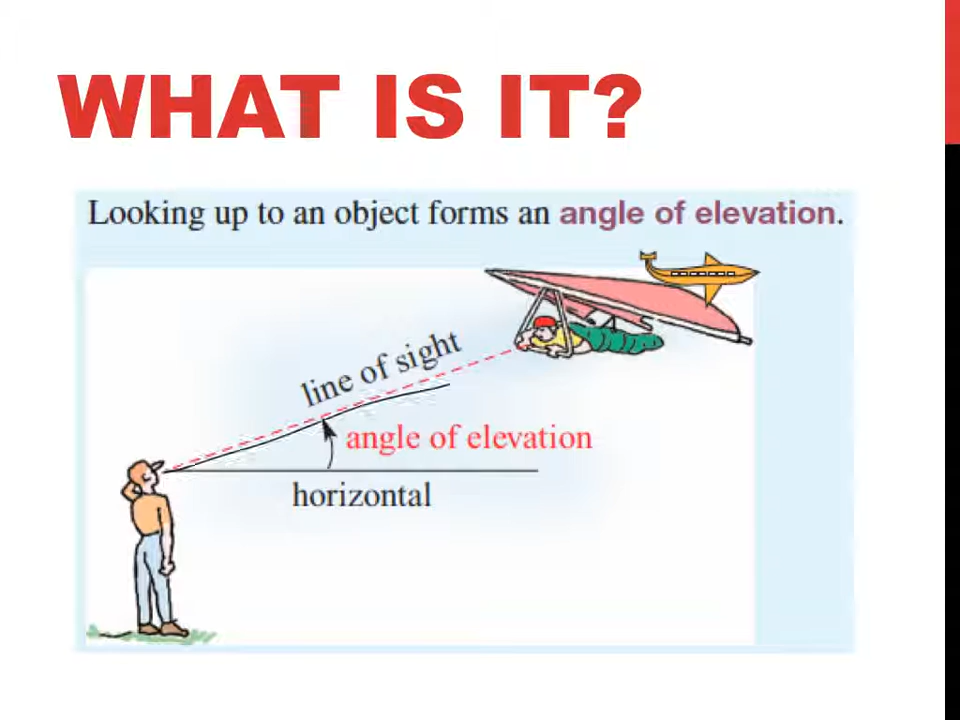 WHAT IS IT?
Looking up to an object forms an angle of elevation.
line of sight
angle of elevation
horizontal